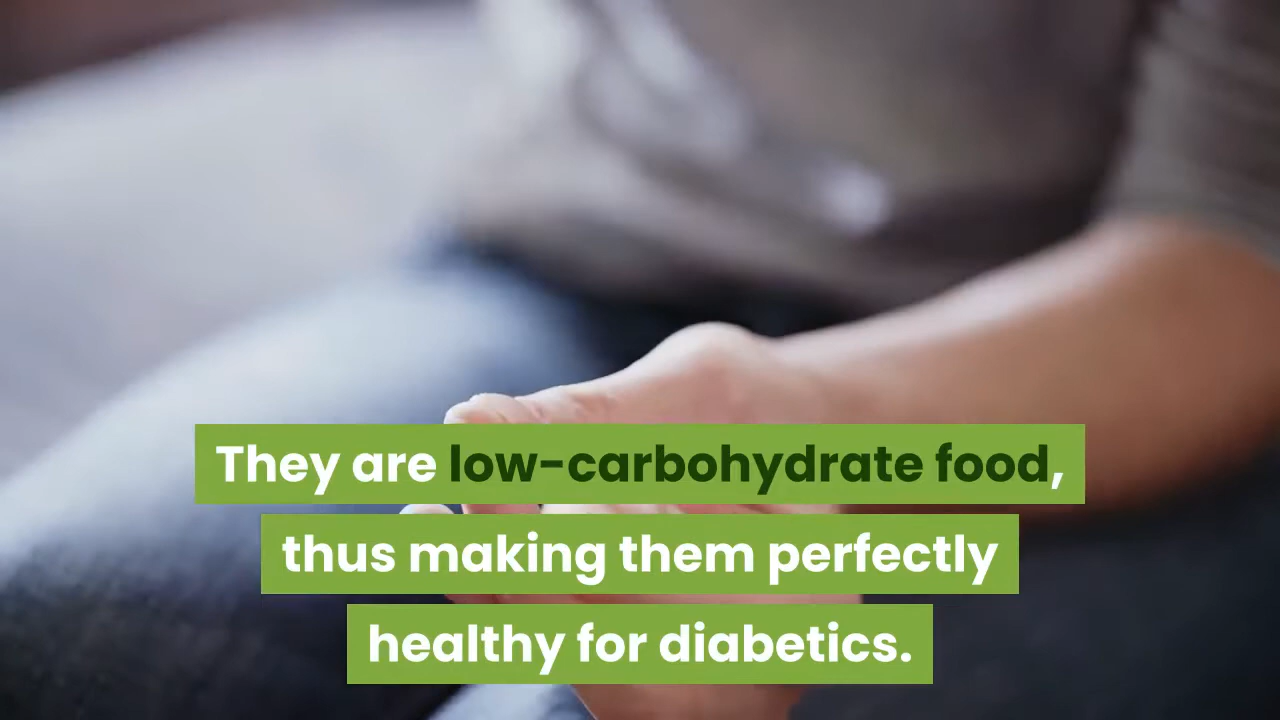 They are low-carbohydrate food,
thus making them perfectly
healthy for diabetics.